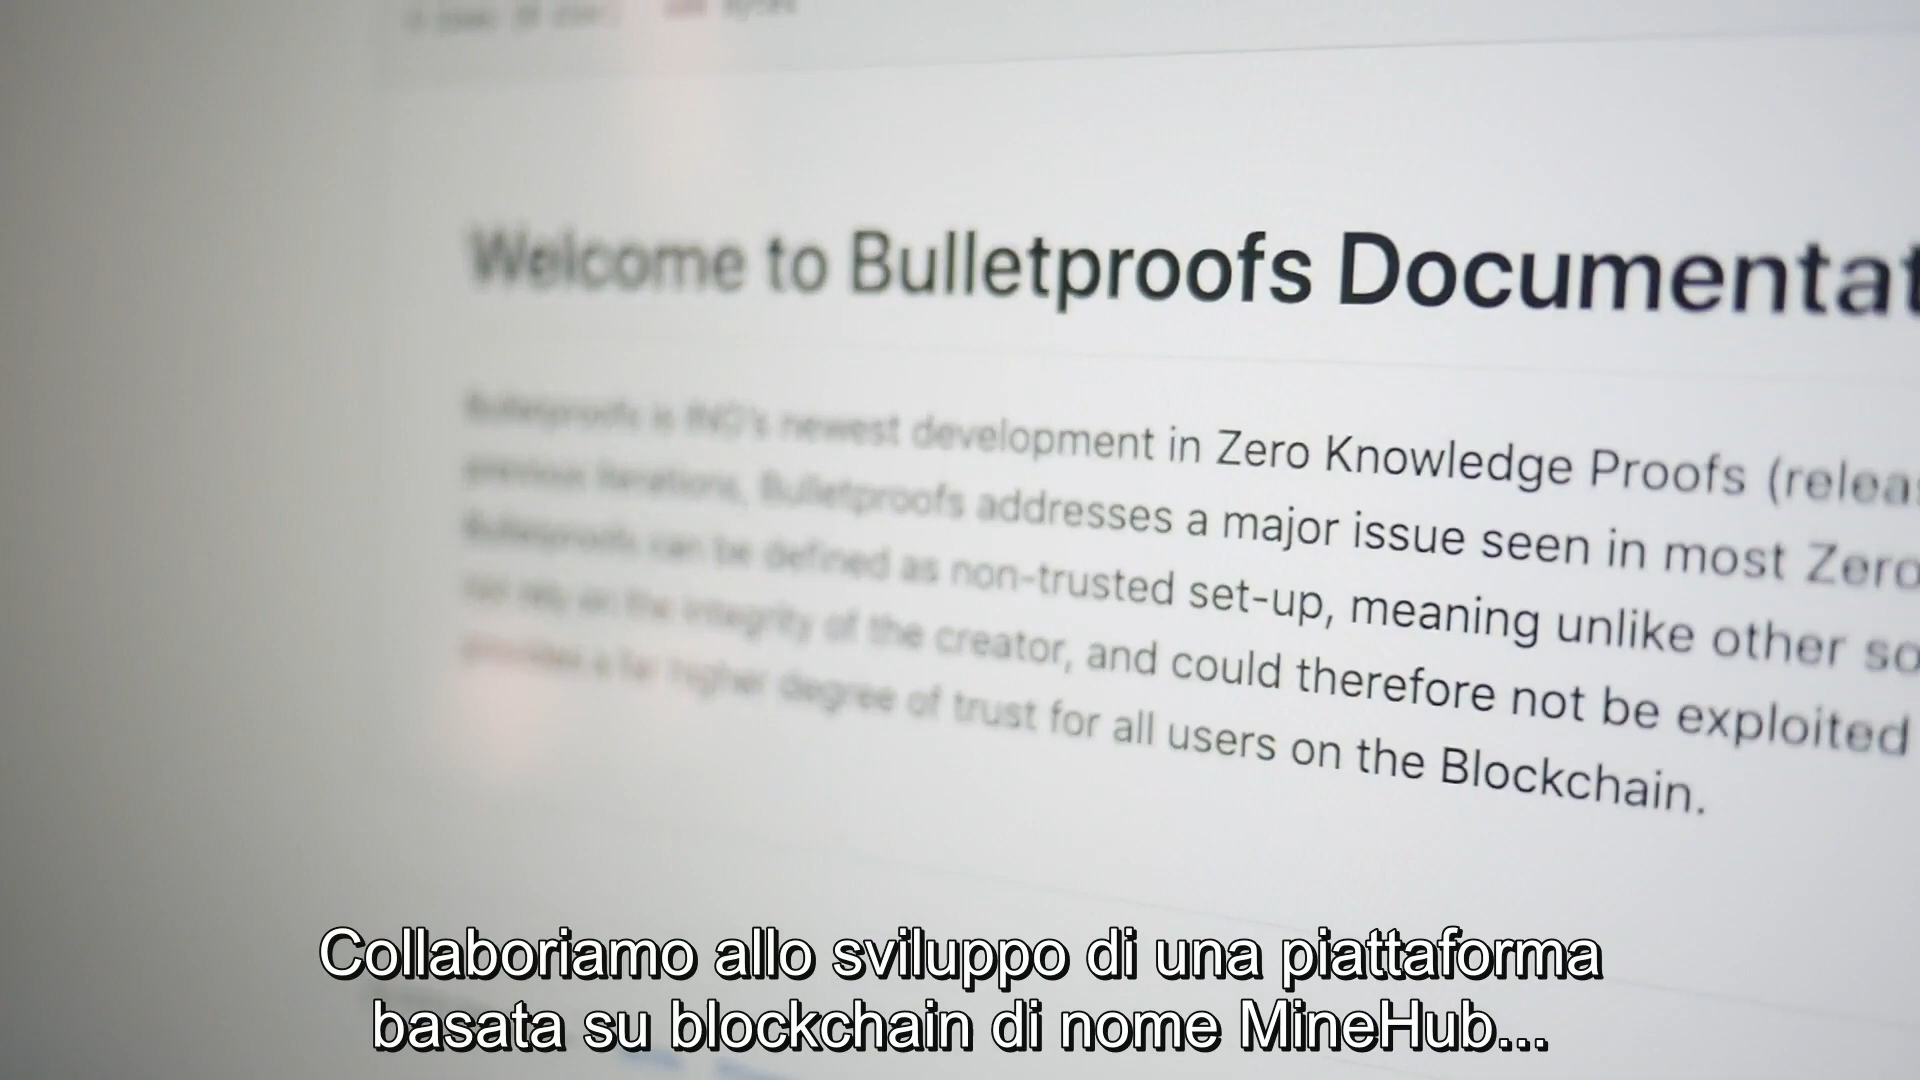 Welcome to Bulletproofs Documentat
Bulletproofs is ING's newest development in Zero Knowledge Proofs (releas
previous iterations, Bulletproofs addresses a major issue seen in most Zero
Bulletproofs can be defined as non-trusted set-up, meaning unlike other so
not rely on the integrity of the creator, and could therefore not be exploited
provides a far higher degree of trust for all users on the Blockchain.
Collaboriamo allo sviluppo di una piattaforma
basata su blockchain di nome MineHub...